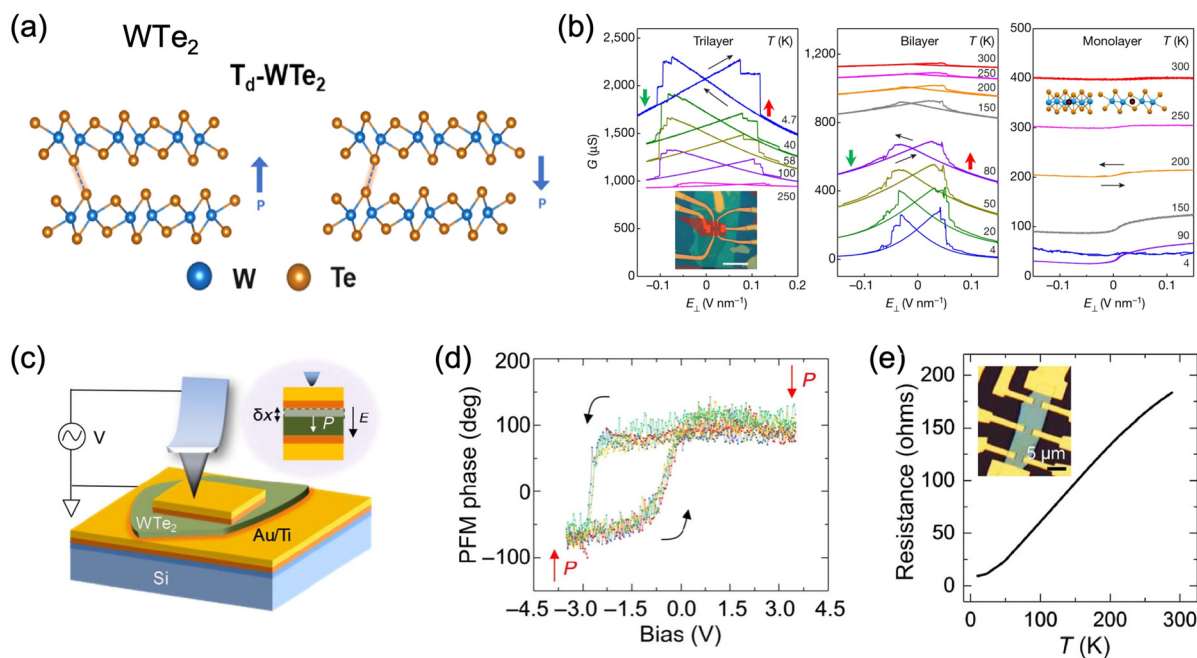 (a)
WTe₂
T_d-WTe₂
P
P
W Te
(b)
Trilayer T (K)
2,500
2,000
1,500
1,000
500
0
G (µS)
4.7
40
58
100
250
−0.1 0 0.1 0.2
E⊥ (V nm⁻¹)
Bilayer T (K)
1,200
800
400
0
300
250
200
150
80
50
20
4
−0.1 0 0.1
E⊥ (V nm⁻¹)
Monolayer T (K)
500
400
300
200
100
0
300
250
200
150
90
4
−0.1 0 0.1
E⊥ (V nm⁻¹)
(c)
V
δx
P
E
WTe₂
Au/Ti
Si
(d)
PFM phase (deg)
200
100
0
−100
P
P
−4.5 −3.0 −1.5 0.0 1.5 3.0 4.5
Bias (V)
(e)
Resistance (ohms)
200
150
100
50
0
5 µm
0 100 200 300
T (K)